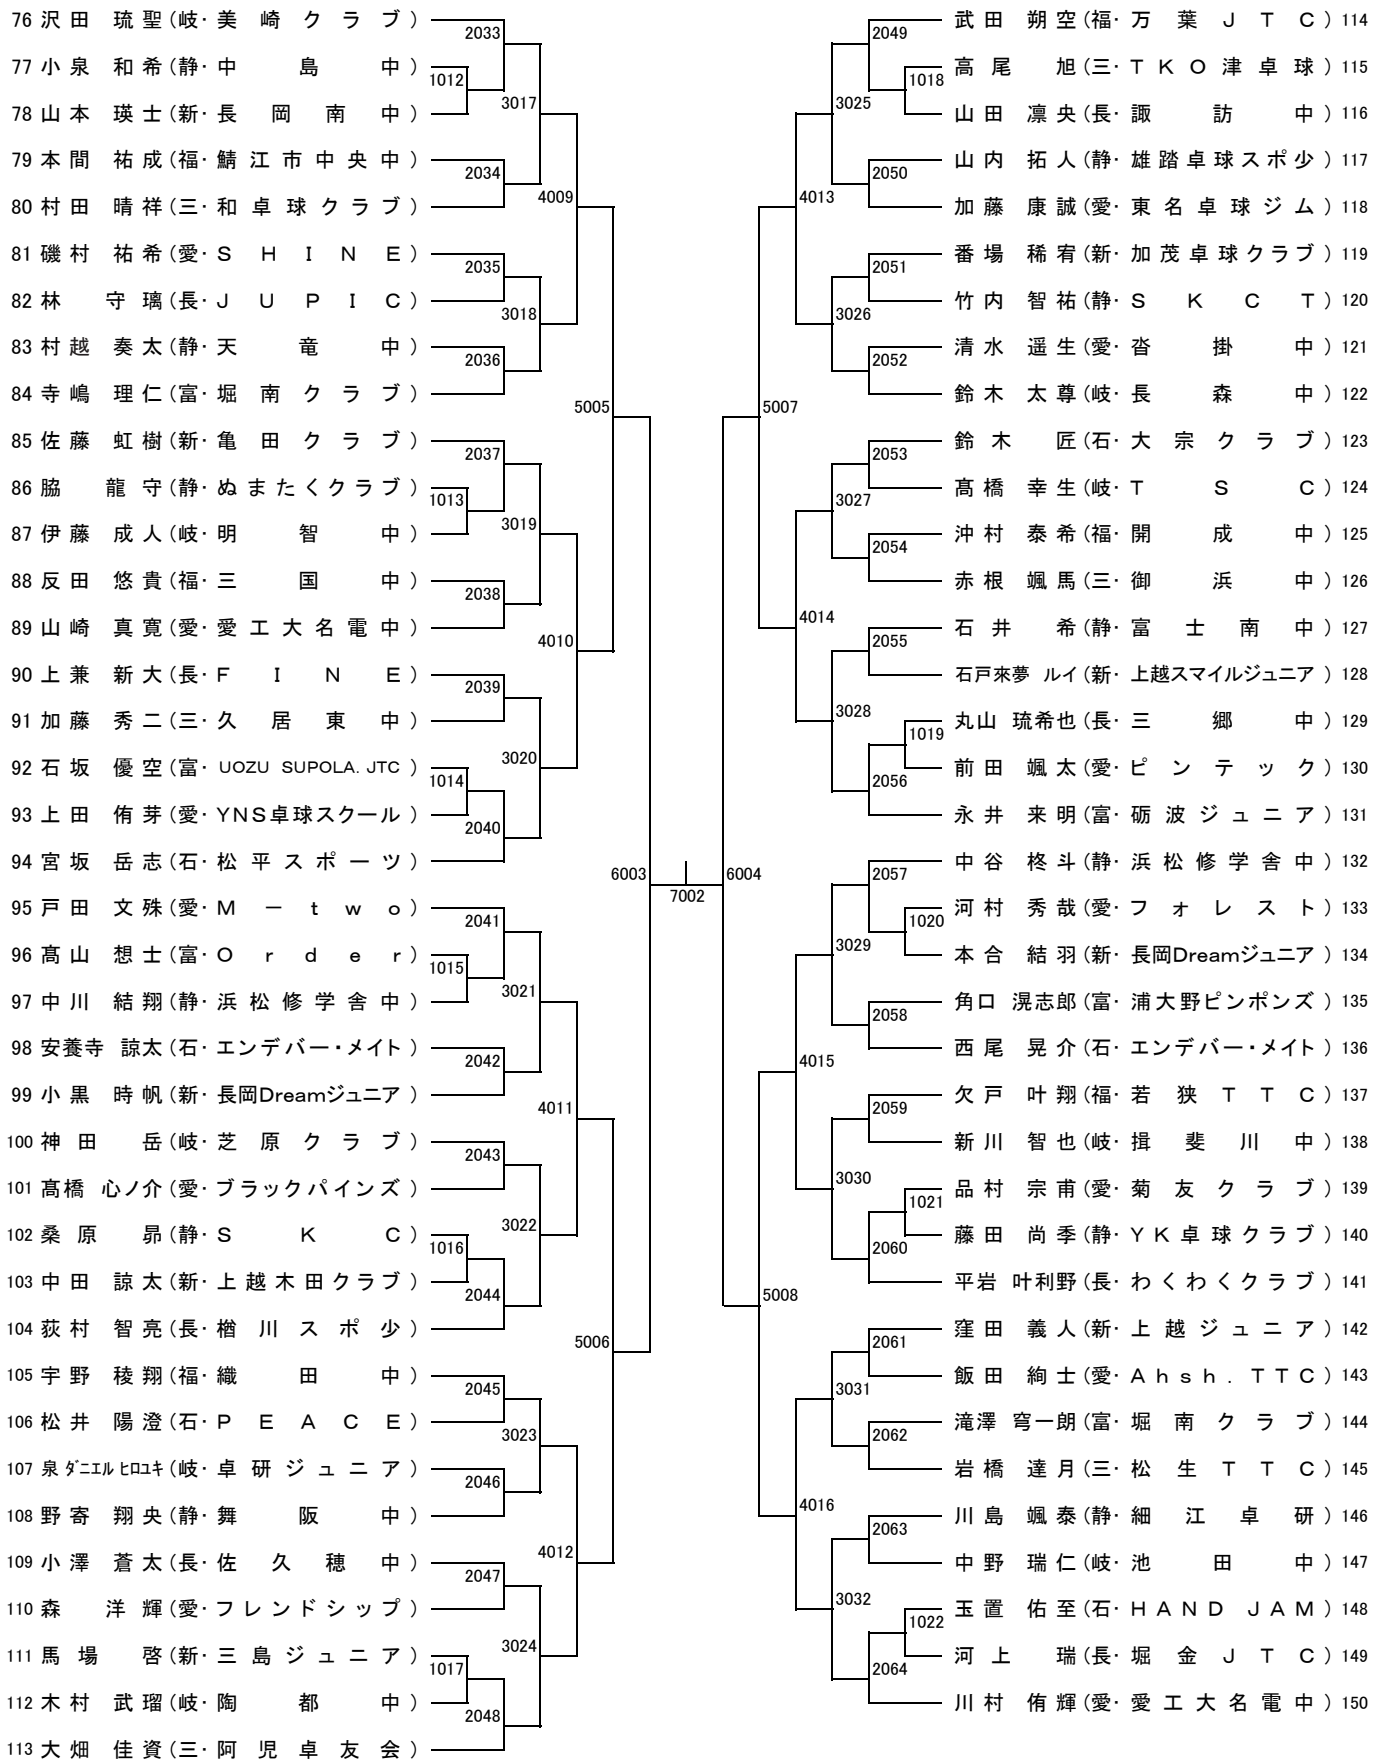 76 沢田 琉聖 (岐・美崎クラブ)
77 小泉 和希 (静・中島中)
78 山本 瑛士 (新・長岡南中)
79 本間 祐成 (福・鯖江市中央中)
80 村田 晴祥 (三・和卓球クラブ)
81 磯村 祐希 (愛・SHINE)
82 林 守璃 (長・JUPIC)
83 村越 奏太 (静・天竜中)
84 寺嶋 理仁 (富・堀南クラブ)
85 佐藤 虹樹 (新・亀田クラブ)
86 脇 龍守 (静・ぬまたくクラブ)
87 伊藤 成人 (岐・明智中)
88 反田 悠貴 (福・三国中)
89 山崎 真寛 (愛・愛工大名電中)
90 上兼 新大 (長・FINE)
91 加藤 秀二 (三・久居東中)
92 石坂 優空 (富・UOZU SUPOLA.JTC)
93 上田 侑芽 (愛・YNS卓球スクール)
94 宮坂 岳志 (石・松平スポーツ)
95 戸田 文殊 (愛・M-two)
96 髙山 想士 (富・Order)
97 中川 結翔 (静・浜松修学舎中)
98 安養寺 諒太 (石・エンデバー・メイト)
99 小黒 時帆 (新・長岡Dreamジュニア)
100 神田 岳 (岐・芝原クラブ)
101 髙橋 心ノ介 (愛・ブラックパインズ)
102 桑原 昴 (静・SKC)
103 中田 諒太 (新・上越木田クラブ)
104 荻村 智亮 (長・楢川スポ少)
105 宇野 稜翔 (福・織田中)
106 松井 陽澄 (石・PEACE)
107 泉 ダニエル ヒロユキ (岐・卓研ジュニア)
108 野寄 翔央 (静・舞阪中)
109 小澤 蒼太 (長・佐久穂中)
110 森 洋輝 (愛・フレンドシップ)
111 馬場 啓 (新・三島ジュニア)
112 木村 武瑠 (岐・陶都中)
113 大畑 佳資 (三・阿児卓友会)
1012
1013
1014
1015
1016
1017
2033
2034
2035
2036
2037
2038
2039
2040
2041
2042
2043
2044
2045
2046
2047
2048
3017
3018
3019
3020
3021
3022
3023
3024
4009
4010
4011
4012
5005
5006
6003
7002
6004
5007
5008
4013
4014
4015
4016
3025
3026
3027
3028
3029
3030
3031
3032
2049
2050
2051
2052
2053
2054
2055
2056
2057
2058
2059
2060
2061
2062
2063
2064
1018
1019
1020
1021
1022
武田 朔空 (福・万葉JTC) 114
高尾 旭 (三・TKO津卓球) 115
山田 凛央 (長・諏訪中) 116
山内 拓人 (静・雄踏卓球スポ少) 117
加藤 康誠 (愛・東名卓球ジム) 118
番場 稀宥 (新・加茂卓球クラブ) 119
竹内 智祐 (静・SKCT) 120
清水 遥生 (愛・沓掛中) 121
鈴木 太尊 (岐・長森中) 122
鈴木 匠 (石・大宗クラブ) 123
髙橋 幸生 (岐・TSC) 124
沖村 泰希 (福・開成中) 125
赤根 颯馬 (三・御浜中) 126
石井 希 (静・富士南中) 127
石戸來夢 ルイ (新・上越スマイルジュニア) 128
丸山 琉希也 (長・三郷中) 129
前田 颯太 (愛・ピンテック) 130
永井 来明 (富・砺波ジュニア) 131
中谷 柊斗 (静・浜松修学舎中) 132
河村 秀哉 (愛・フォレスト) 133
本合 結羽 (新・長岡Dreamジュニア) 134
角口 滉志郎 (富・浦大野ピンポンズ) 135
西尾 晃介 (石・エンデバー・メイト) 136
欠戸 叶翔 (福・若狭TTC) 137
新川 智也 (岐・揖斐川中) 138
品村 宗甫 (愛・菊友クラブ) 139
藤田 尚季 (静・YK卓球クラブ) 140
平岩 叶利野 (長・わくわくクラブ) 141
窪田 義人 (新・上越ジュニア) 142
飯田 絢士 (愛・Ahsh.TTC) 143
滝澤 穹一朗 (富・堀南クラブ) 144
岩橋 達月 (三・松生TTC) 145
川島 颯泰 (静・細江卓研) 146
中野 瑞仁 (岐・池田中) 147
玉置 佑至 (石・HAND JAM) 148
河上 瑞 (長・堀金JTC) 149
川村 侑輝 (愛・愛工大名電中) 150